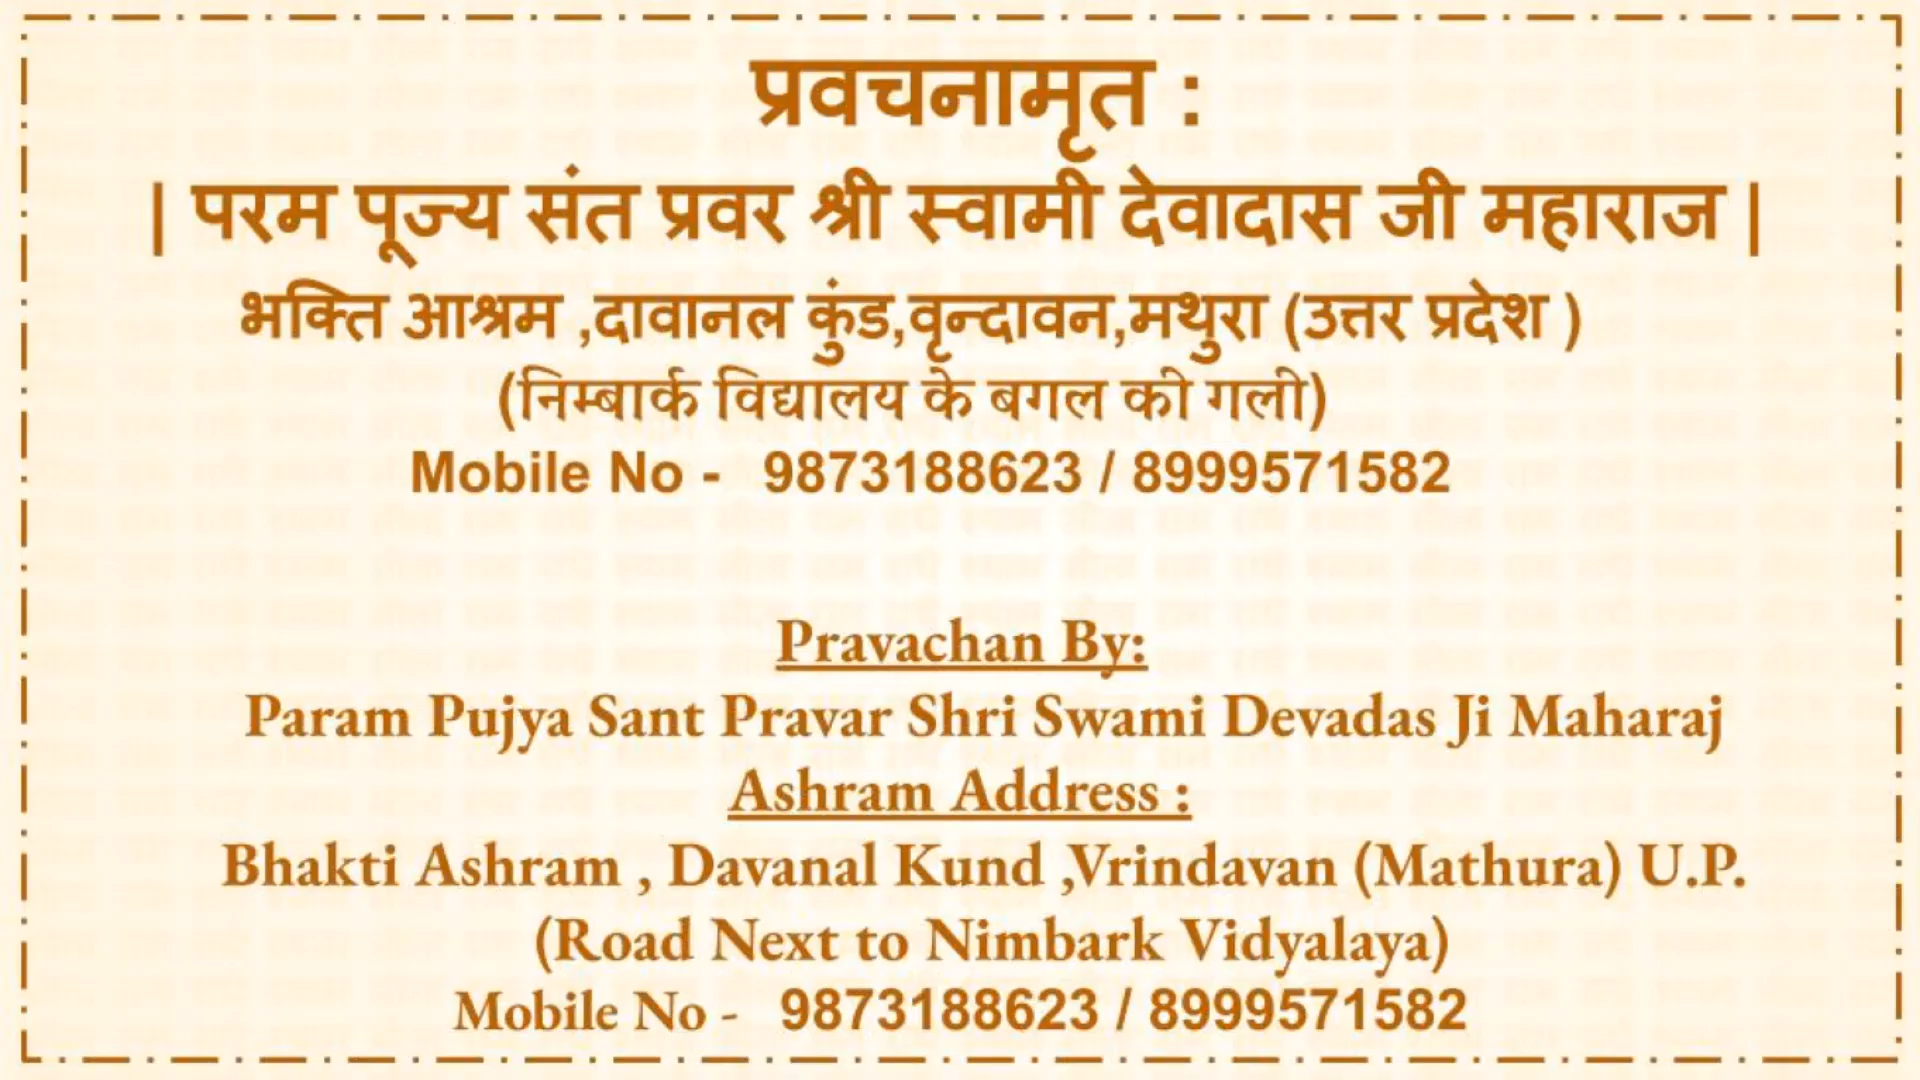 प्रवचनामृत :
| परम पूज्य संत प्रवर श्री स्वामी देवादास जी महाराज |
भक्ति आश्रम ,दावानल कुंड,वृन्दावन,मथुरा (उत्तर प्रदेश )
(निम्बार्क विद्यालय के बगल की गली)
Mobile No - 9873188623 / 8999571582
Pravachan By:
Param Pujya Sant Pravar Shri Swami Devadas Ji Maharaj
Ashram Address :
Bhakti Ashram , Davanal Kund ,Vrindavan (Mathura) U.P.
(Road Next to Nimbark Vidyalaya)
Mobile No - 9873188623 / 8999571582